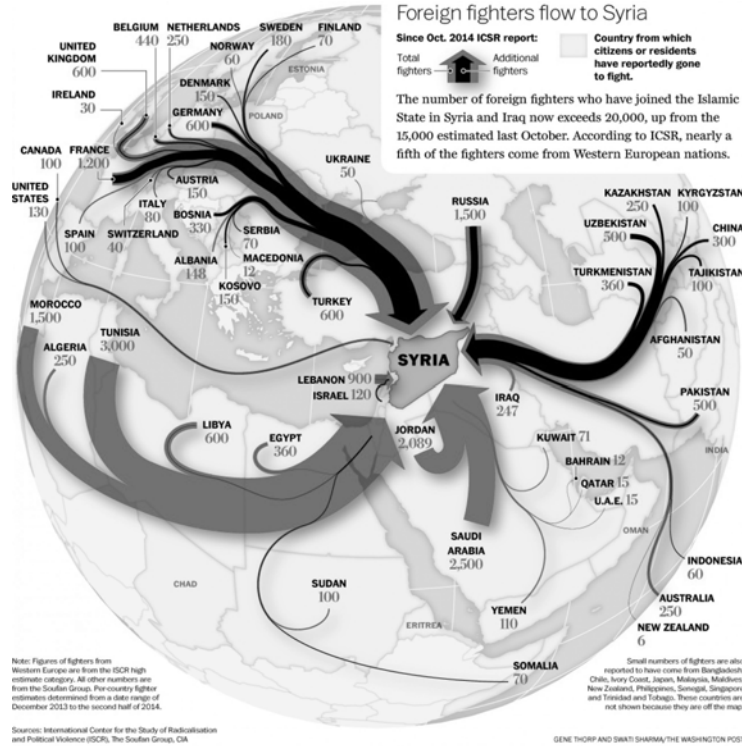 Foreign fighters flow to Syria
Since Oct. 2014 ICSR report:
Total
fighters
Additional
fighters
Country from which
citizens or residents
have reportedly gone
to fight.
The number of foreign fighters who have joined the Islamic
State in Syria and Iraq now exceeds 20,000, up from the
15,000 estimated last October. According to ICSR, nearly a
fifth of the fighters come from Western European nations.
BELGIUM
440
NETHERLANDS
250
SWEDEN
180
FINLAND
70
NORWAY
60
UNITED
KINGDOM
600
ESTONIA
DENMARK
150
IRELAND
30
GERMANY
600
POLAND
CANADA
100
FRANCE
1,200
UKRAINE
50
UNITED
STATES
130
AUSTRIA
150
ITALY
80
BOSNIA
330
SPAIN
100
SWITZERLAND
40
SERBIA
70
ALBANIA
148
MACEDONIA
12
KOSOVO
150
TURKEY
600
RUSSIA
1,500
KAZAKHSTAN
250
KYRGYZSTAN
100
UZBEKISTAN
500
CHINA
300
TURKMENISTAN
360
TAJIKISTAN
100
AFGHANISTAN
50
MOROCCO
1,500
TUNISIA
3,000
ALGERIA
250
SYRIA
LEBANON 900
ISRAEL 120
IRAQ
247
PAKISTAN
500
LIBYA
600
EGYPT
360
JORDAN
2,089
KUWAIT 71
BAHRAIN 12
QATAR 15
U.A.E. 15
INDIA
OMAN
SAUDI
ARABIA
2,500
CHAD
SUDAN
100
ERITREA
YEMEN
110
INDONESIA
60
AUSTRALIA
250
NEW ZEALAND
6
SOMALIA
70
Note: Figures of fighters from
Western Europe are from the ISCR high
estimate category. All other numbers are
from the Soufan Group. Per-country fighter
estimates determined from a date range of
December 2013 to the second half of 2014.
Small numbers of fighters are also
reported to have come from Bangladesh,
Chile, Ivory Coast, Japan, Malaysia, Maldives,
New Zealand, Philippines, Senegal, Singapore
and Trinidad and Tobago. These countries are
not shown because they are off the map.
Sources: International Center for the Study of Radicalisation
and Political Violence (ISCR), The Soufan Group, CIA
GENE THORP AND SWATI SHARMA/THE WASHINGTON POST